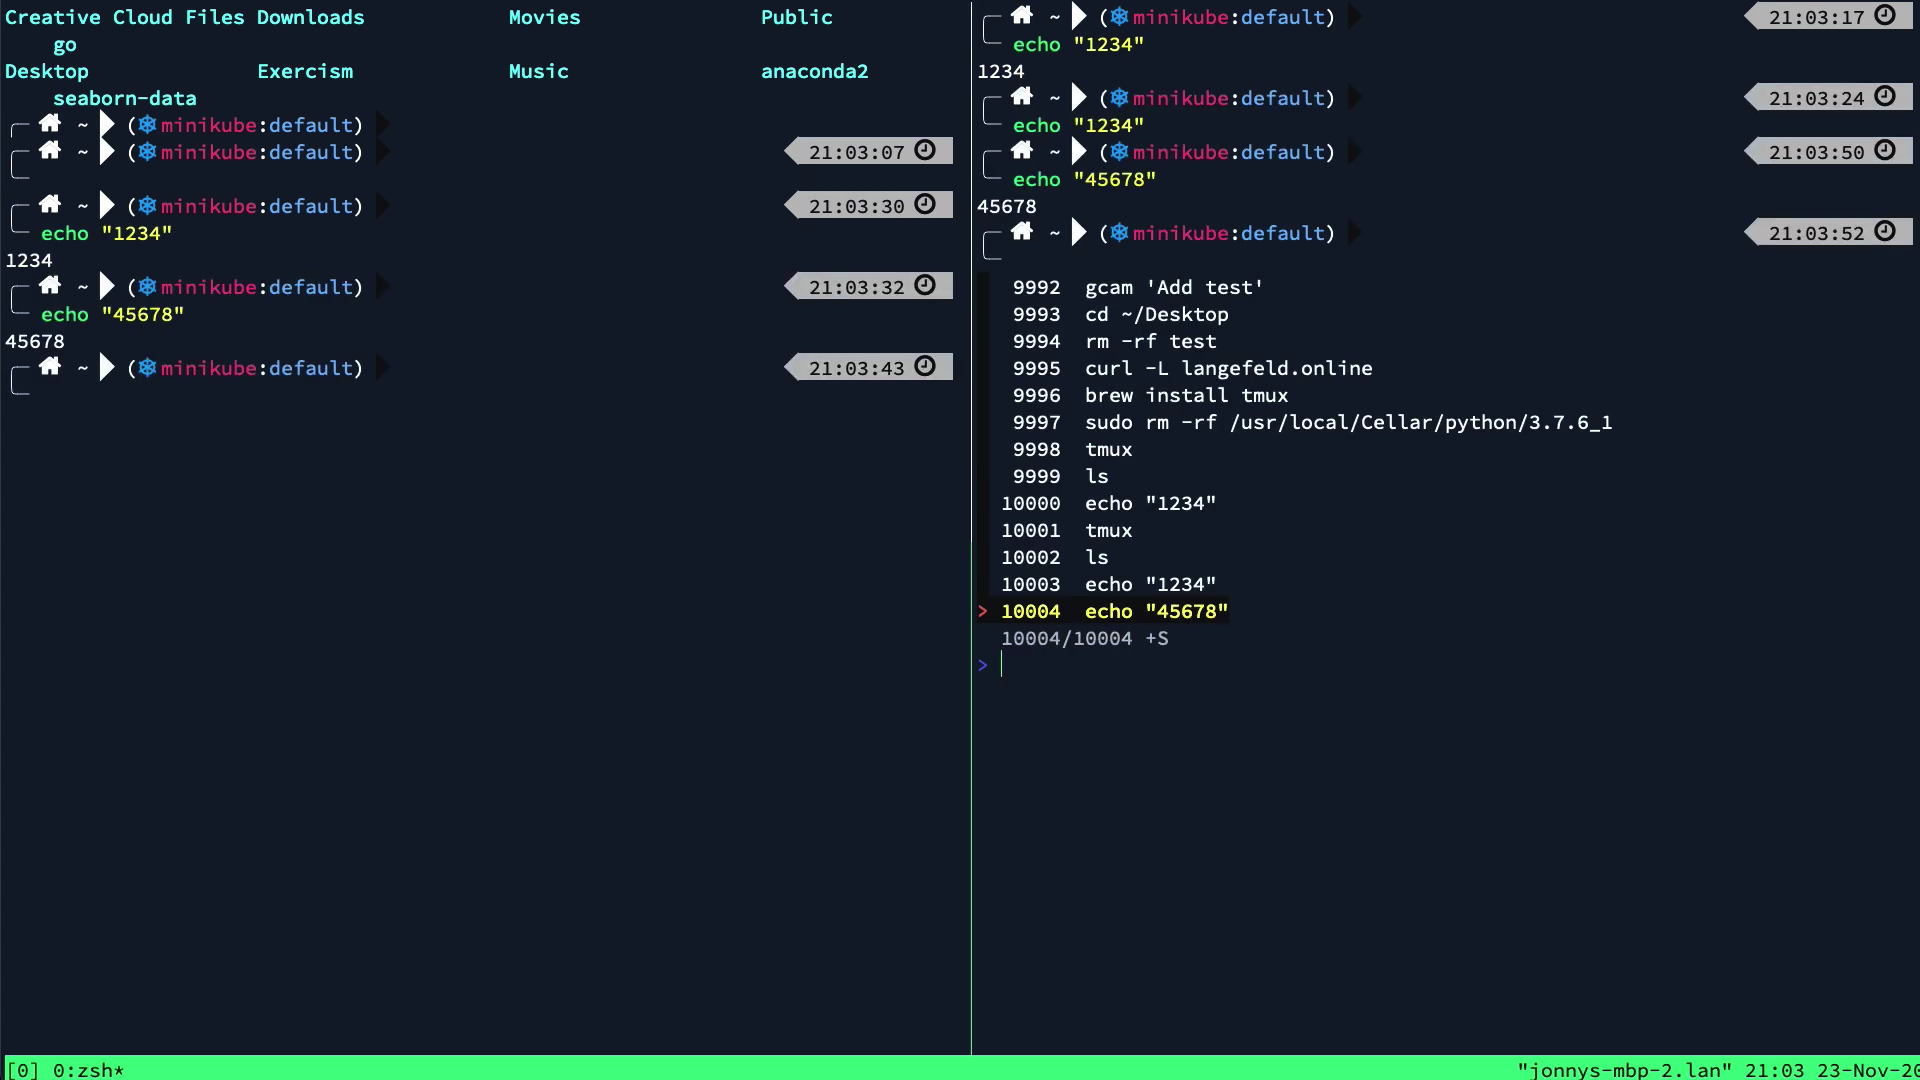 Creative Cloud Files Downloads Movies Public
go
Desktop Exercism Music anaconda2
seaborn-data
~ (minikube:default)
~ (minikube:default) 21:03:07
~ (minikube:default) 21:03:30
echo "1234"
1234
~ (minikube:default) 21:03:32
echo "45678"
45678
~ (minikube:default) 21:03:43
~ (minikube:default) 21:03:17
echo "1234"
1234
~ (minikube:default) 21:03:24
echo "1234"
~ (minikube:default) 21:03:50
echo "45678"
45678
~ (minikube:default) 21:03:52
9992 gcam 'Add test'
9993 cd ~/Desktop
9994 rm -rf test
9995 curl -L langefeld.online
9996 brew install tmux
9997 sudo rm -rf /usr/local/Cellar/python/3.7.6_1
9998 tmux
9999 ls
10000 echo "1234"
10001 tmux
10002 ls
10003 echo "1234"
> 10004 echo "45678"
10004/10004 +S
>
[0] 0:zsh* "jonnys-mbp-2.lan" 21:03 23-Nov-20